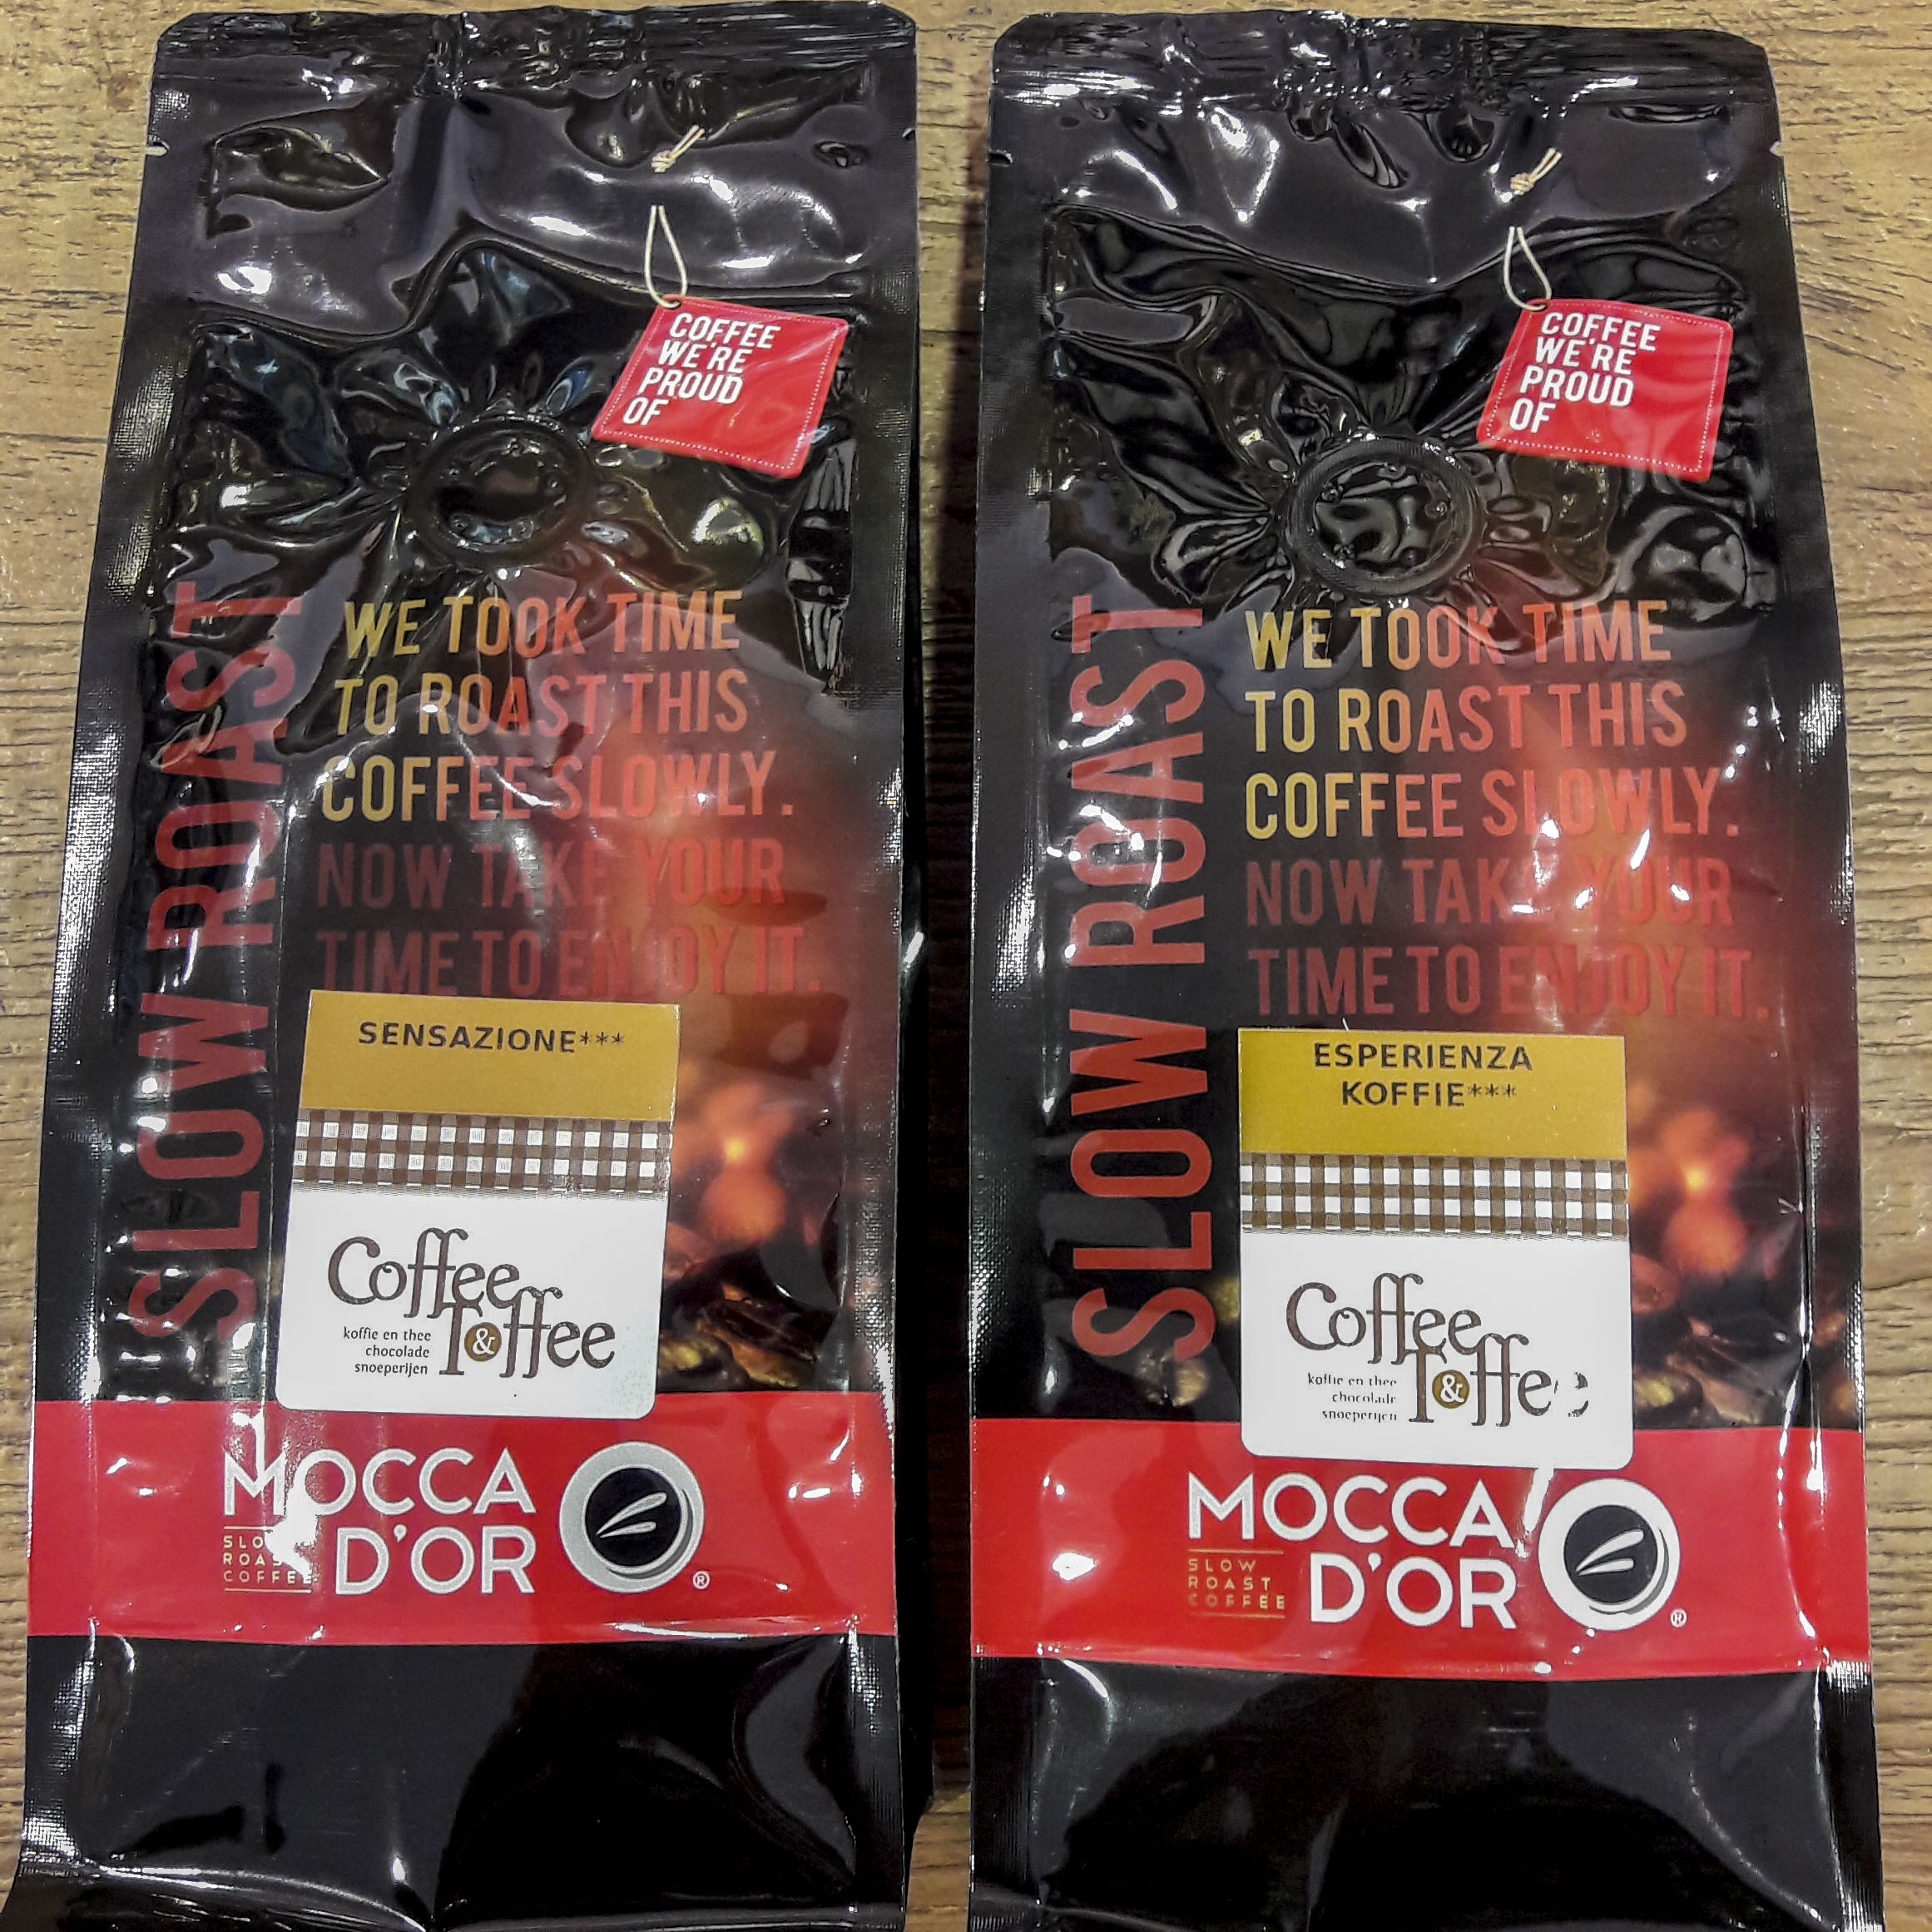 COFFEE
WE'RE
PROUD
OF
SLOW ROAST
WE TOOK TIME
TO ROAST THIS
COFFEE SLOWLY.
NOW TAKE YOUR
TIME TO ENJOY IT.
SENSAZIONE***
Coffee
& Toffee
koffie en thee
chocolade
snoeperijen
MOCCA
D'OR
SLOW
ROAST
COFFEE
®
COFFEE
WE'RE
PROUD
OF
SLOW ROAST
WE TOOK TIME
TO ROAST THIS
COFFEE SLOWLY.
NOW TAKE YOUR
TIME TO ENJOY IT.
ESPERIENZA
KOFFIE***
Coffee
& Toffee
koffie en thee
chocolade
snoeperijen
MOCCA
D'OR
SLOW
ROAST
COFFEE
®